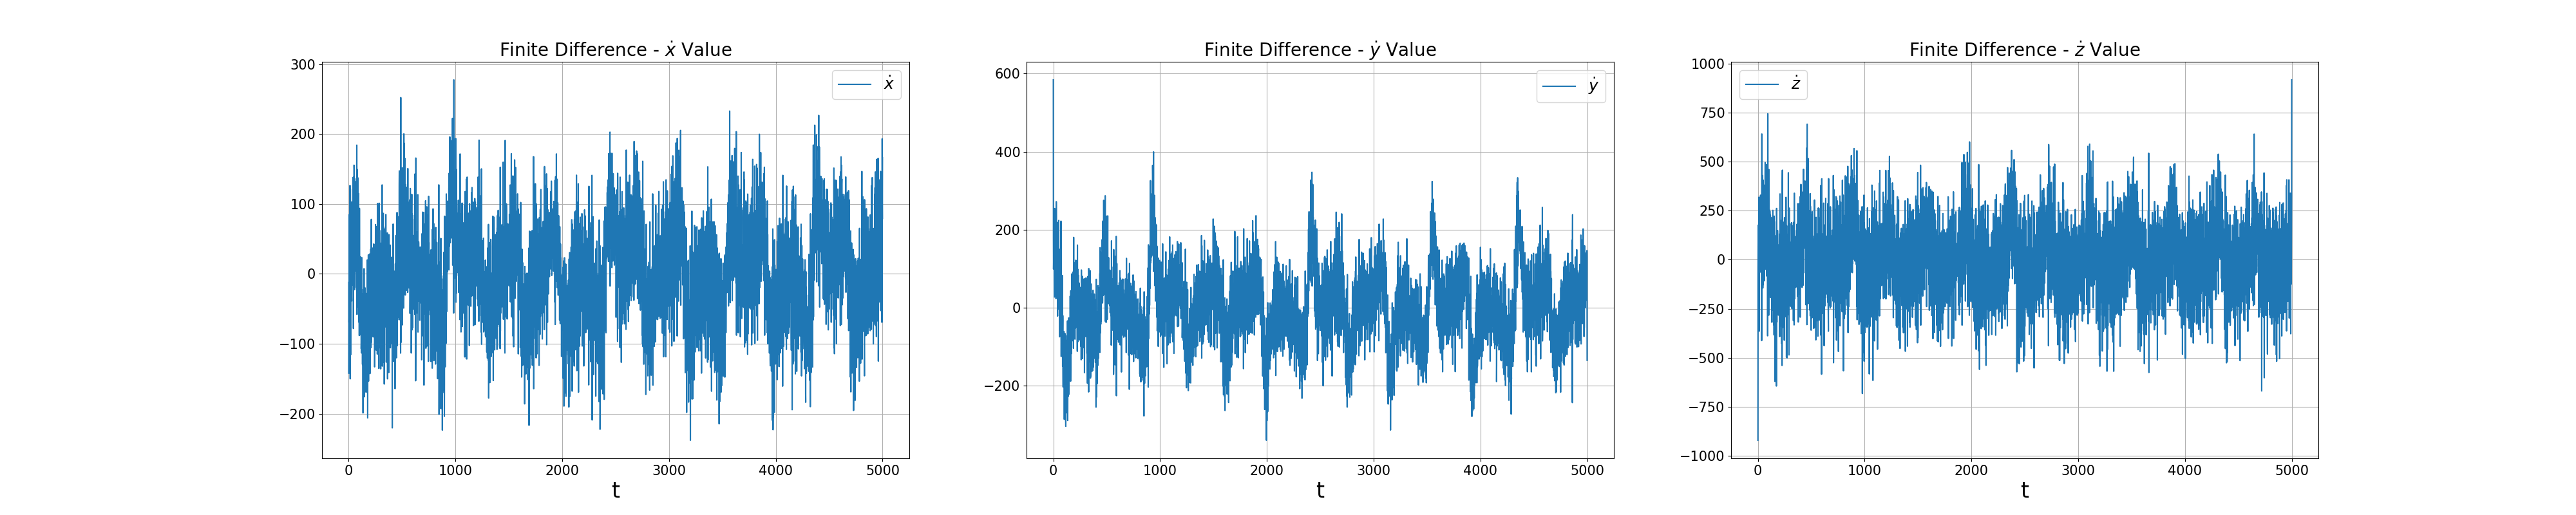 Finite Difference - ẋ Value
300
200
100
0
−100
−200
0 1000 2000 3000 4000 5000
t
ẋ
Finite Difference - ẏ Value
600
400
200
0
−200
0 1000 2000 3000 4000 5000
t
ẏ
Finite Difference - ż Value
1000
750
500
250
0
−250
−500
−750
−1000
0 1000 2000 3000 4000 5000
t
ż